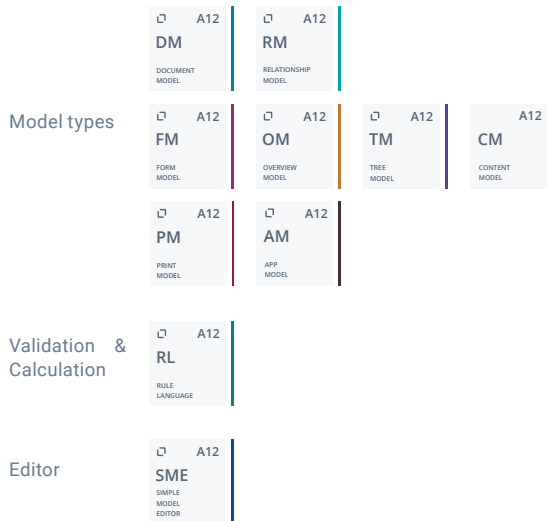 A12
DM
DOCUMENT
MODEL
A12
RM
RELATIONSHIP
MODEL
Model types
A12
FM
FORM
MODEL
A12
OM
OVERVIEW
MODEL
A12
TM
TREE
MODEL
A12
CM
CONTENT
MODEL
A12
PM
PRINT
MODEL
A12
AM
APP
MODEL
Validation &
Calculation
A12
RL
RULE
LANGUAGE
Editor
A12
SME
SIMPLE
MODEL
EDITOR